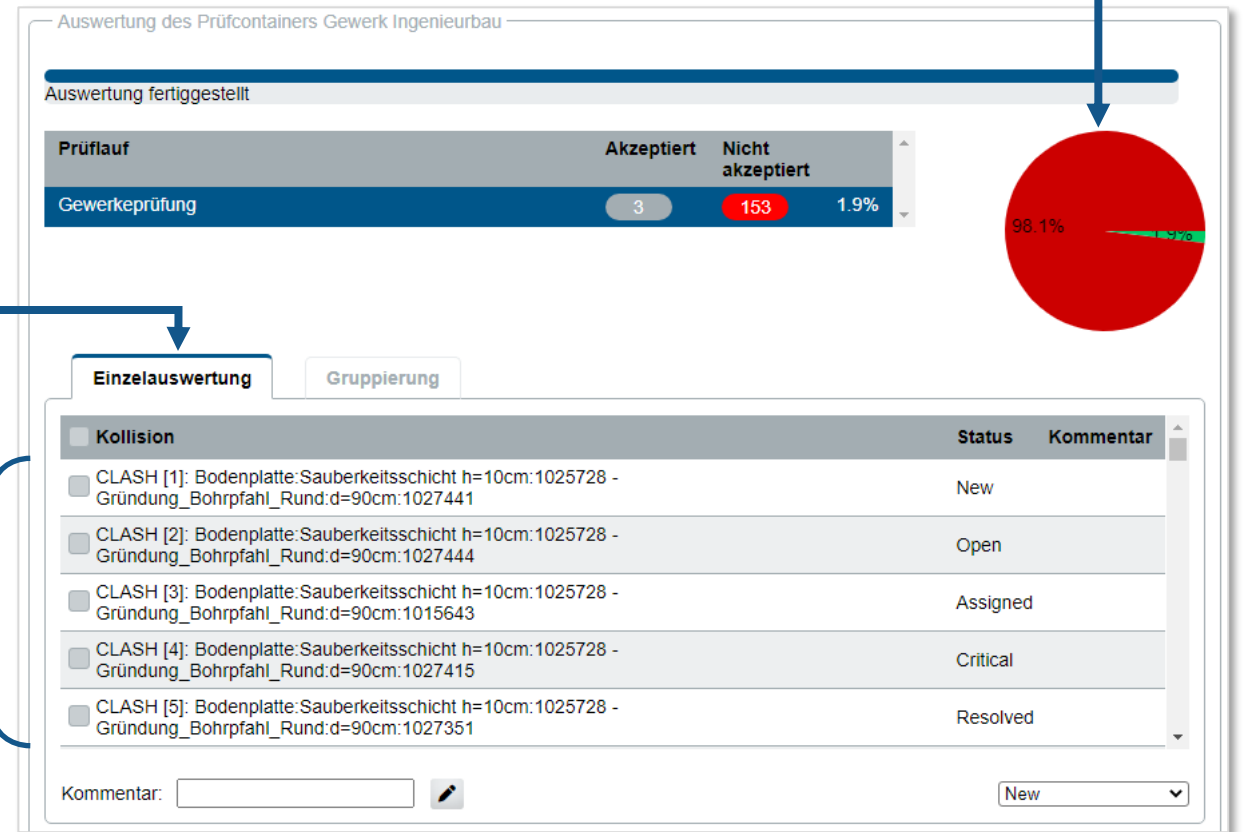 Auswertung des Prüfcontainers Gewerk Ingenieurbau
Auswertung fertiggestellt
Prüflauf Akzeptiert Nicht akzeptiert
Gewerkeprüfung 3 153 1.9%
98.1% 1.9%
Einzelauswertung Gruppierung
Kollision Status Kommentar
CLASH [1]: Bodenplatte:Sauberkeitsschicht h=10cm:1025728 -
Gründung_Bohrpfahl_Rund:d=90cm:1027441 New
CLASH [2]: Bodenplatte:Sauberkeitsschicht h=10cm:1025728 -
Gründung_Bohrpfahl_Rund:d=90cm:1027444 Open
CLASH [3]: Bodenplatte:Sauberkeitsschicht h=10cm:1025728 -
Gründung_Bohrpfahl_Rund:d=90cm:1015643 Assigned
CLASH [4]: Bodenplatte:Sauberkeitsschicht h=10cm:1025728 -
Gründung_Bohrpfahl_Rund:d=90cm:1027415 Critical
CLASH [5]: Bodenplatte:Sauberkeitsschicht h=10cm:1025728 -
Gründung_Bohrpfahl_Rund:d=90cm:1027351 Resolved
Kommentar: New